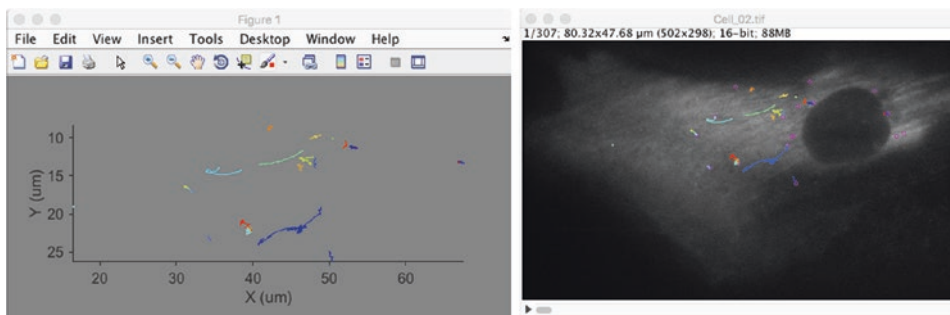 Figure 1
File Edit View Insert Tools Desktop Window Help
10
15
20
25
Y (um)
20 30 40 50 60
X (um)
Cell_02.tif
1/307; 80.32x47.68 µm (502x298); 16-bit; 88MB